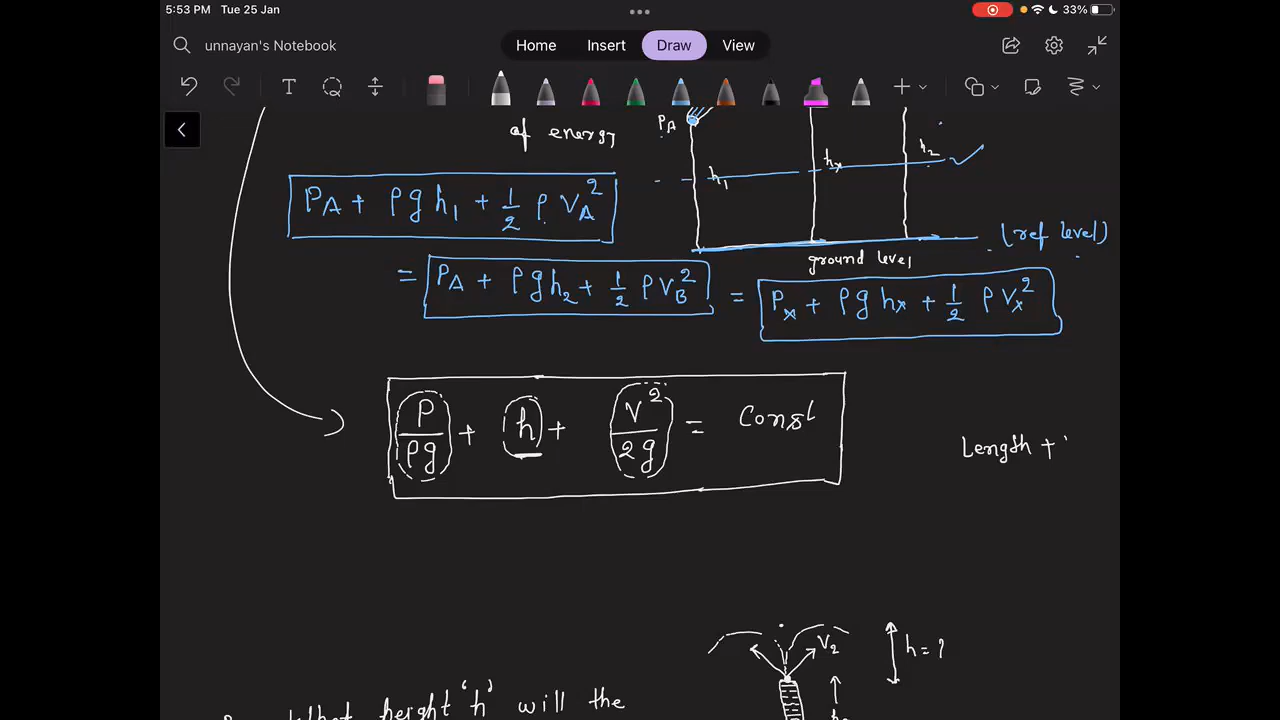 5:53 PM Tue 25 Jan
33%
unnayan's Notebook
Home Insert Draw View
of energy
PA
h1
hx
h2
PA + ρgh1 + 1/2 ρVA²
(ref level)
ground level
= PA + ρgh2 + 1/2 ρVB² = Px + ρghx + 1/2 ρVx²
P/ρg + h + V²/2g = Const
Length +
V2
h = ?
What height 'h' will the